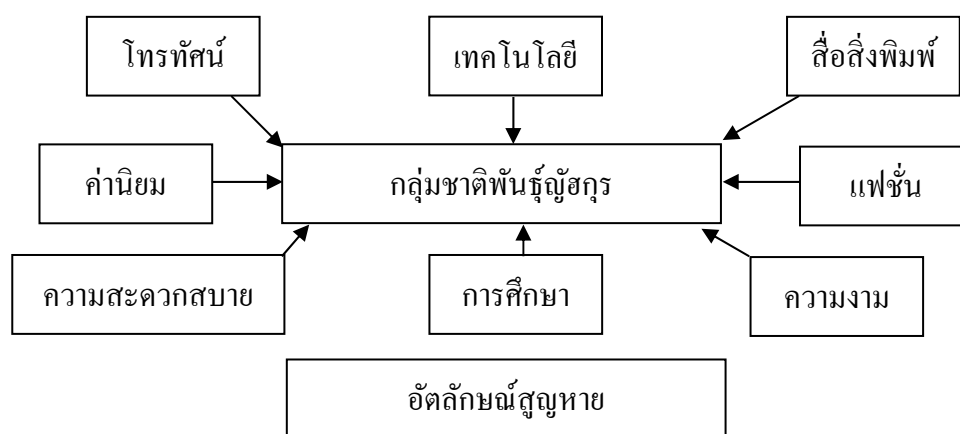 โทรทัศน์
เทคโนโลยี
สื่อสิ่งพิมพ์
ค่านิยม
กลุ่มชาติพันธุ์ญัฮกุร
แฟชั่น
ความสะดวกสบาย
การศึกษา
ความงาม
อัตลักษณ์สูญหาย